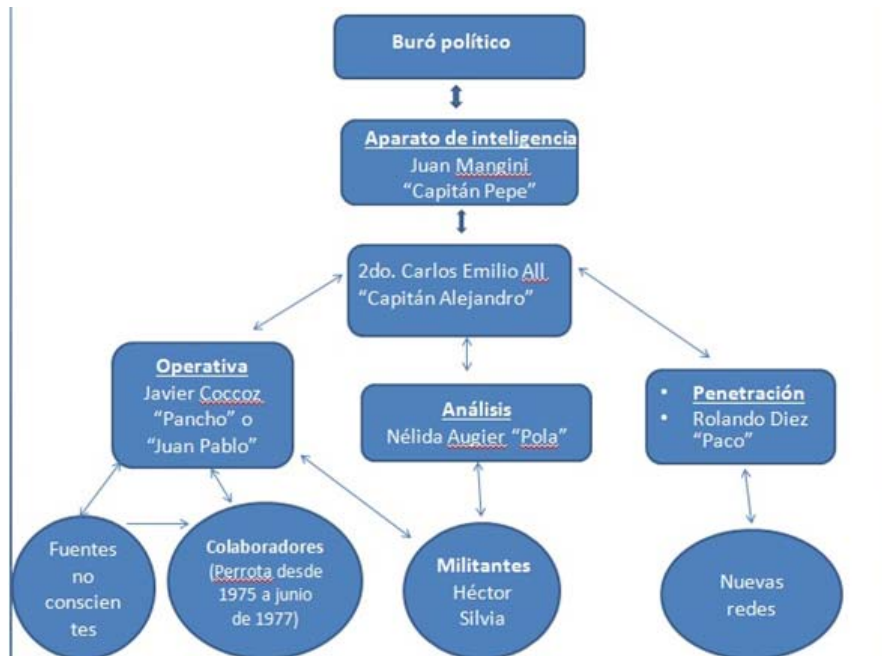 Buró político
Aparato de inteligencia
Juan Mangini
“Capitán Pepe”
2do. Carlos Emilio All
“Capitán Alejandro”
Operativa
Javier Coccoz
“Pancho” o
“Juan Pablo”
Análisis
Nélida Augier “Pola”
• Penetración
• Rolando Diez
“Paco”
Fuentes
no
conscien
tes
Colaboradores
(Perrota desde
1975 a junio
de 1977)
Militantes
Héctor
Silvia
Nuevas
redes